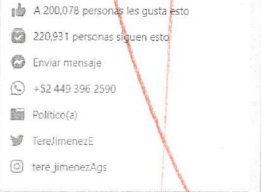 A 200,078 personas les gusta esto
220,931 personas siguen esto
Enviar mensaje
+52 449 396 2590
Político(a)
TereJimenezE
tere_jimenezAgs